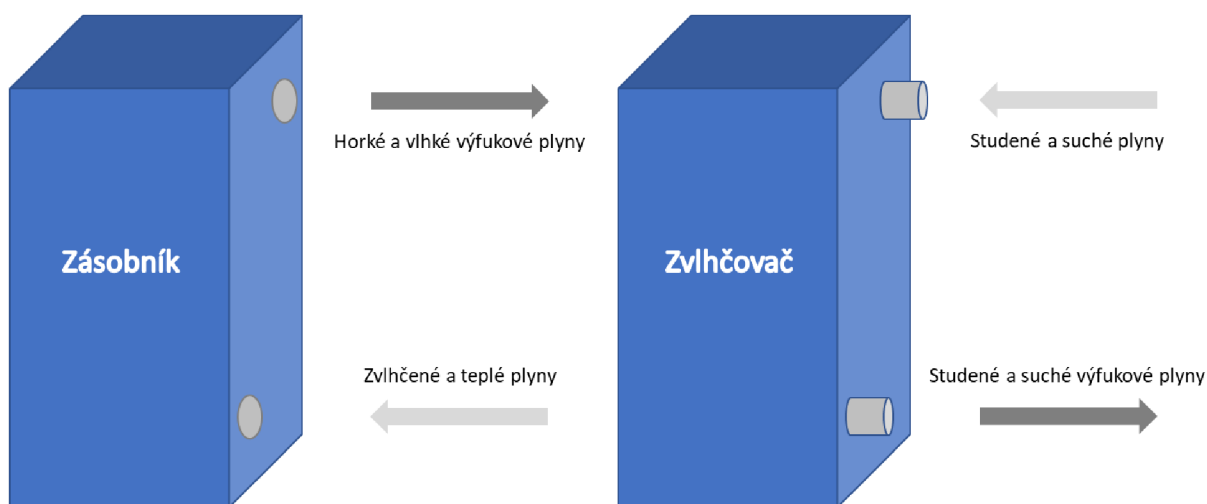 Horké a vlhké výfukové plyny
Studené a suché plyny
Zásobník
Zvlhčovač
Zvlhčené a teplé plyny
Studené a suché výfukové plyny